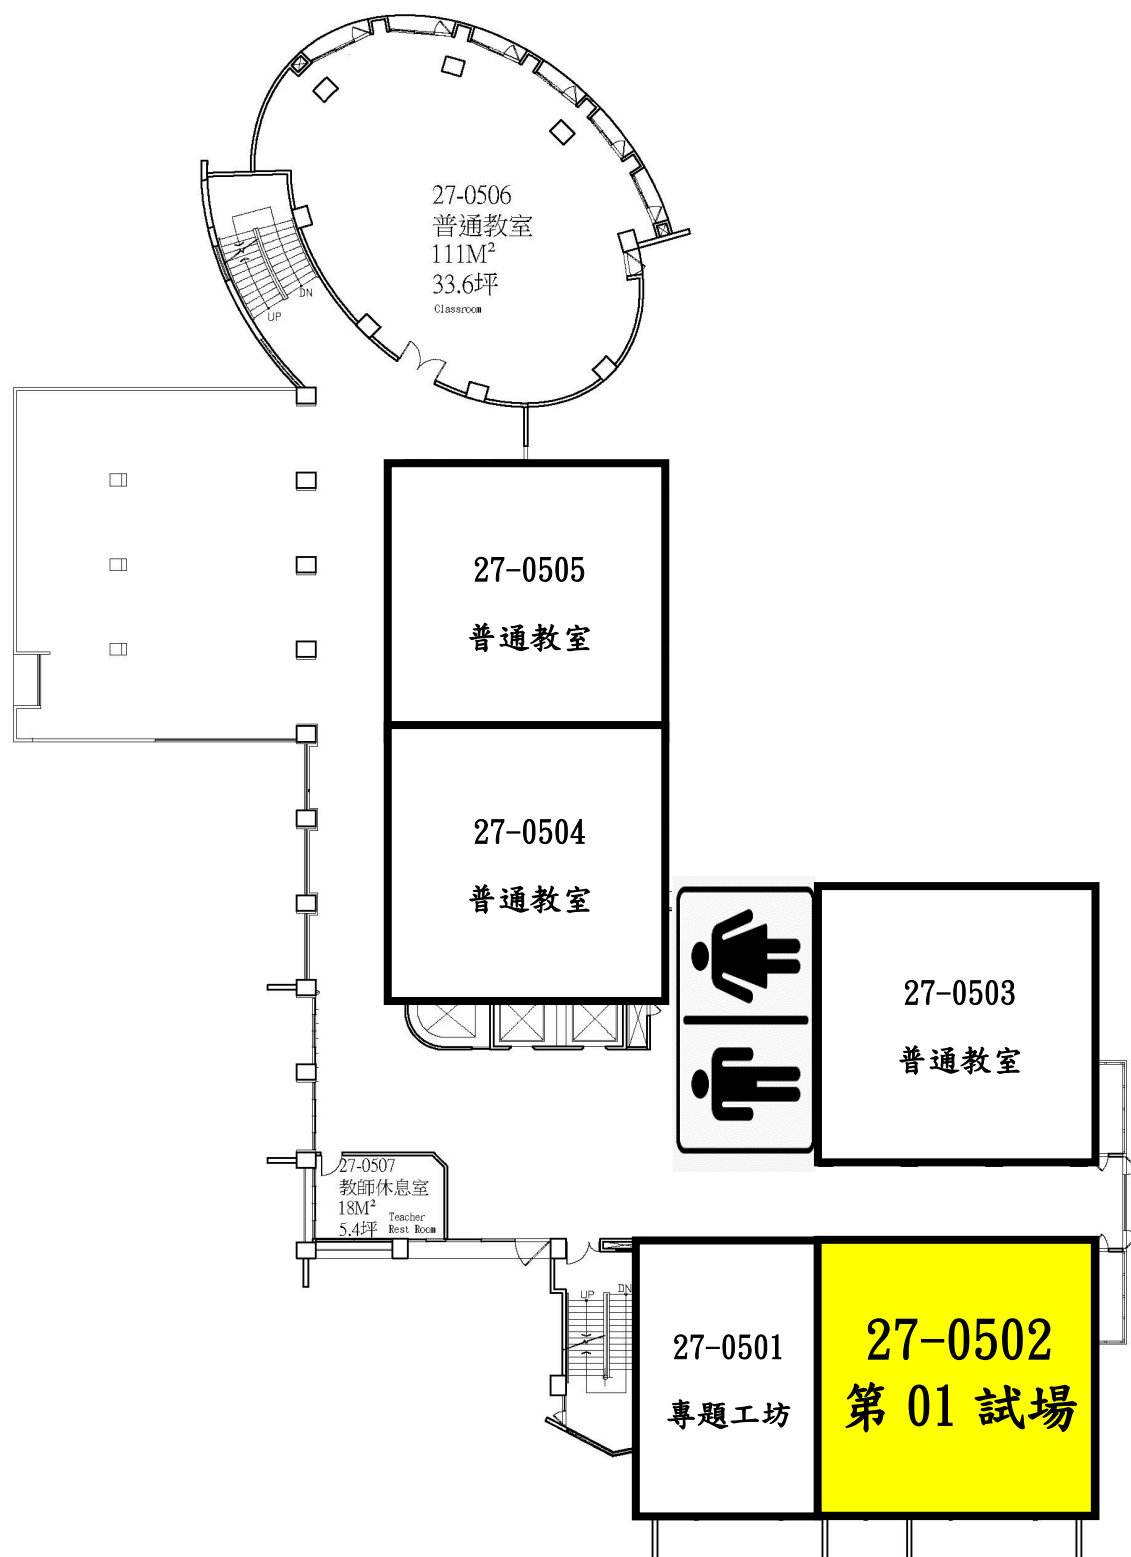 27-0506
普通教室
111M²
33.6坪
Classroom
DN
UP
27-0505
普通教室
27-0504
普通教室
27-0503
普通教室
27-0507
教師休息室
18M²
5.4坪
Teacher
Rest Room
UP
DN
27-0501
專題工坊
27-0502
第 01 試場